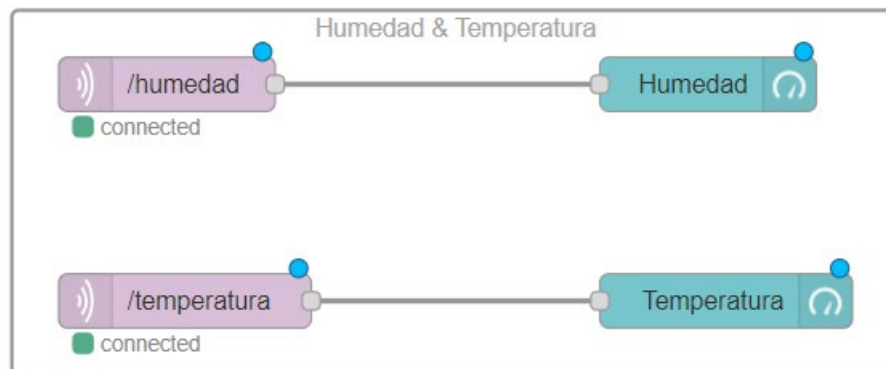 Humedad & Temperatura
/humedad
Humedad
connected
/temperatura
Temperatura
connected